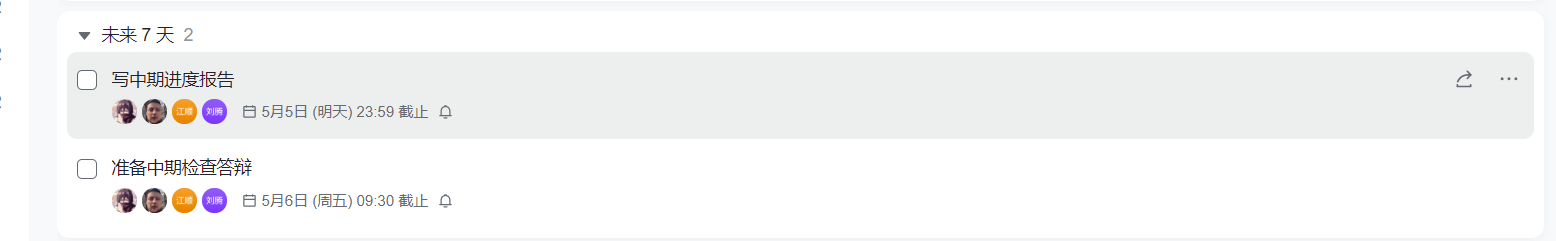 未来 7 天 2
写中期进度报告
江顺 刘腾 5月5日 (明天) 23:59 截止
准备中期检查答辩
江顺 刘腾 5月6日 (周五) 09:30 截止